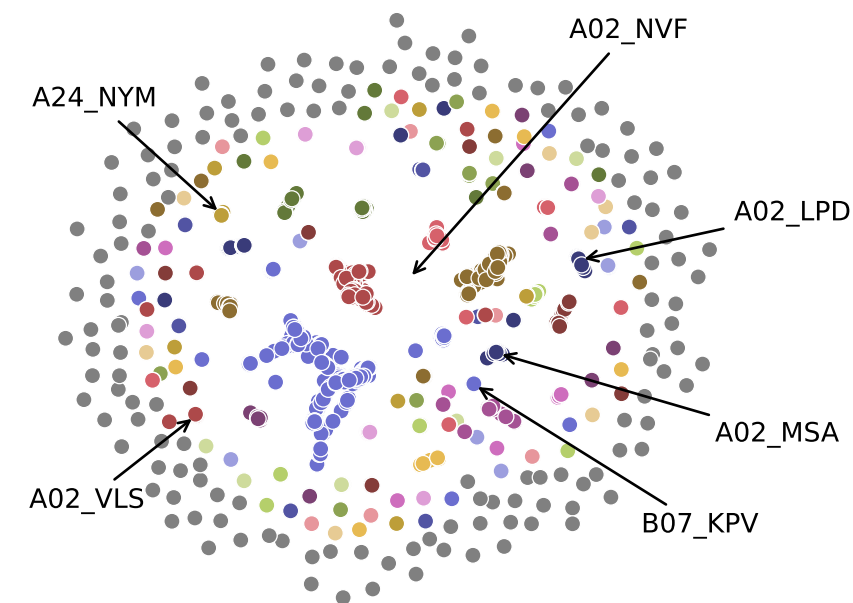 A02_NVF
A24_NYM
A02_LPD
A02_MSA
A02_VLS
B07_KPV